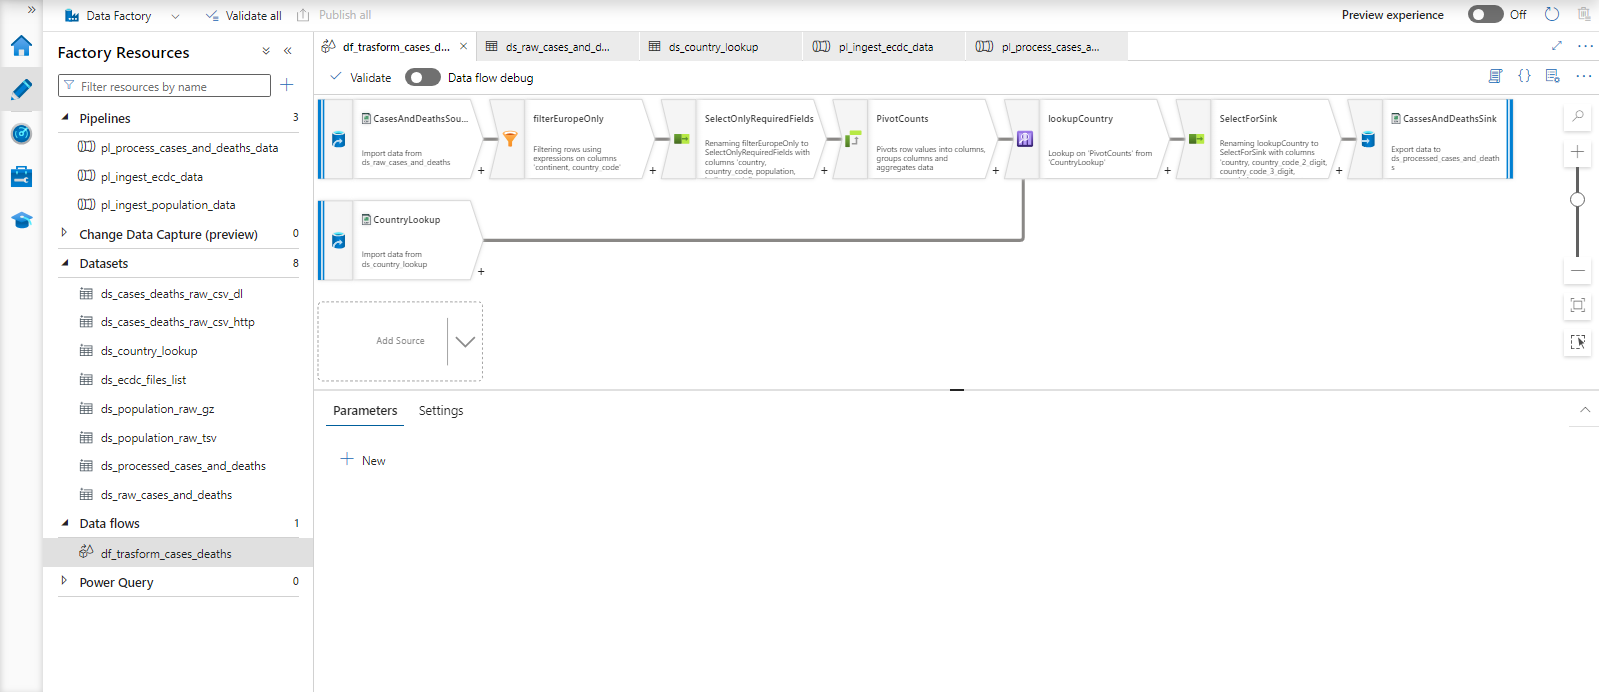 Data Factory
Validate all
Publish all
Preview experience
Off
Factory Resources
Filter resources by name
Pipelines 3
pl_process_cases_and_deaths_data
pl_ingest_ecdc_data
pl_ingest_population_data
Change Data Capture (preview) 0
Datasets 8
ds_cases_deaths_raw_csv_dl
ds_cases_deaths_raw_csv_http
ds_country_lookup
ds_ecdc_files_list
ds_population_raw_gz
ds_population_raw_tsv
ds_processed_cases_and_deaths
ds_raw_cases_and_deaths
Data flows 1
df_trasform_cases_deaths
Power Query 0
df_trasform_cases_d...
ds_raw_cases_and_d...
ds_country_lookup
pl_ingest_ecdc_data
pl_process_cases_a...
Validate
Data flow debug
CasesAndDeathsSou...
Import data from
ds_raw_cases_and_deaths
filterEuropeOnly
Filtering rows using
expressions on columns
'continent, country_code'
SelectOnlyRequiredFields
Renaming filterEuropeOnly to
SelectOnlyRequiredFields with
columns 'country,
country_code, population,
PivotCounts
Pivots row values into columns,
groups columns and
aggregates data
lookupCountry
Lookup on 'PivotCounts' from
'CountryLookup'
SelectForSink
Renaming lookupCountry to
SelectForSink with columns
'country, country_code_2_digit,
country_code_3_digit,
CassesAndDeathsSink
Export data to
ds_processed_cases_and_death
s
CountryLookup
Import data from
ds_country_lookup
Add Source
Parameters
Settings
New